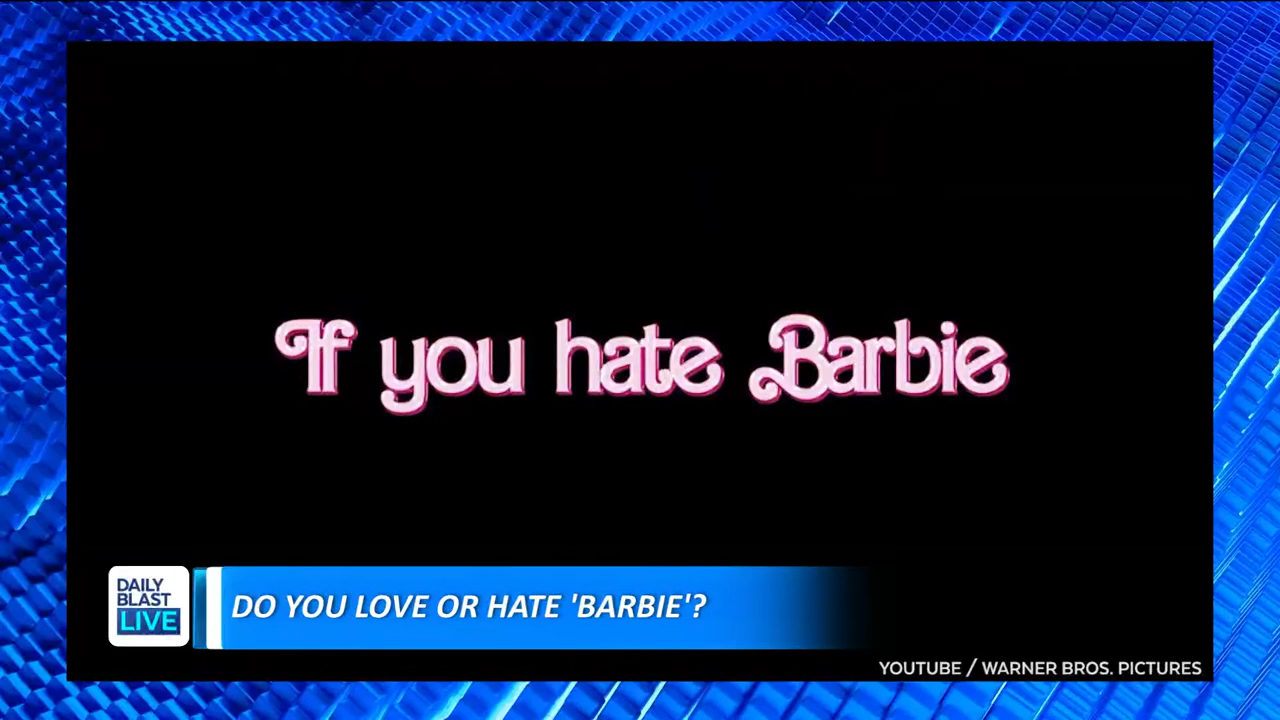 If you hate Barbie
DAILY
BLAST
LIVE
DO YOU LOVE OR HATE 'BARBIE'?
YOUTUBE / WARNER BROS. PICTURES